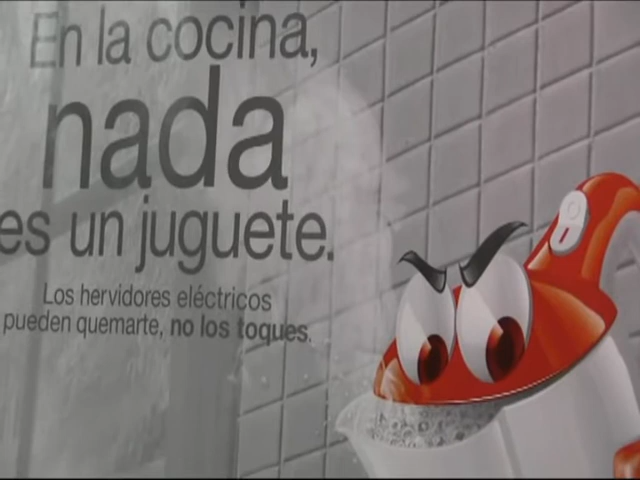 En la cocina,
nada
es un juguete.
Los hervidores eléctricos
pueden quemarte, no los toques.